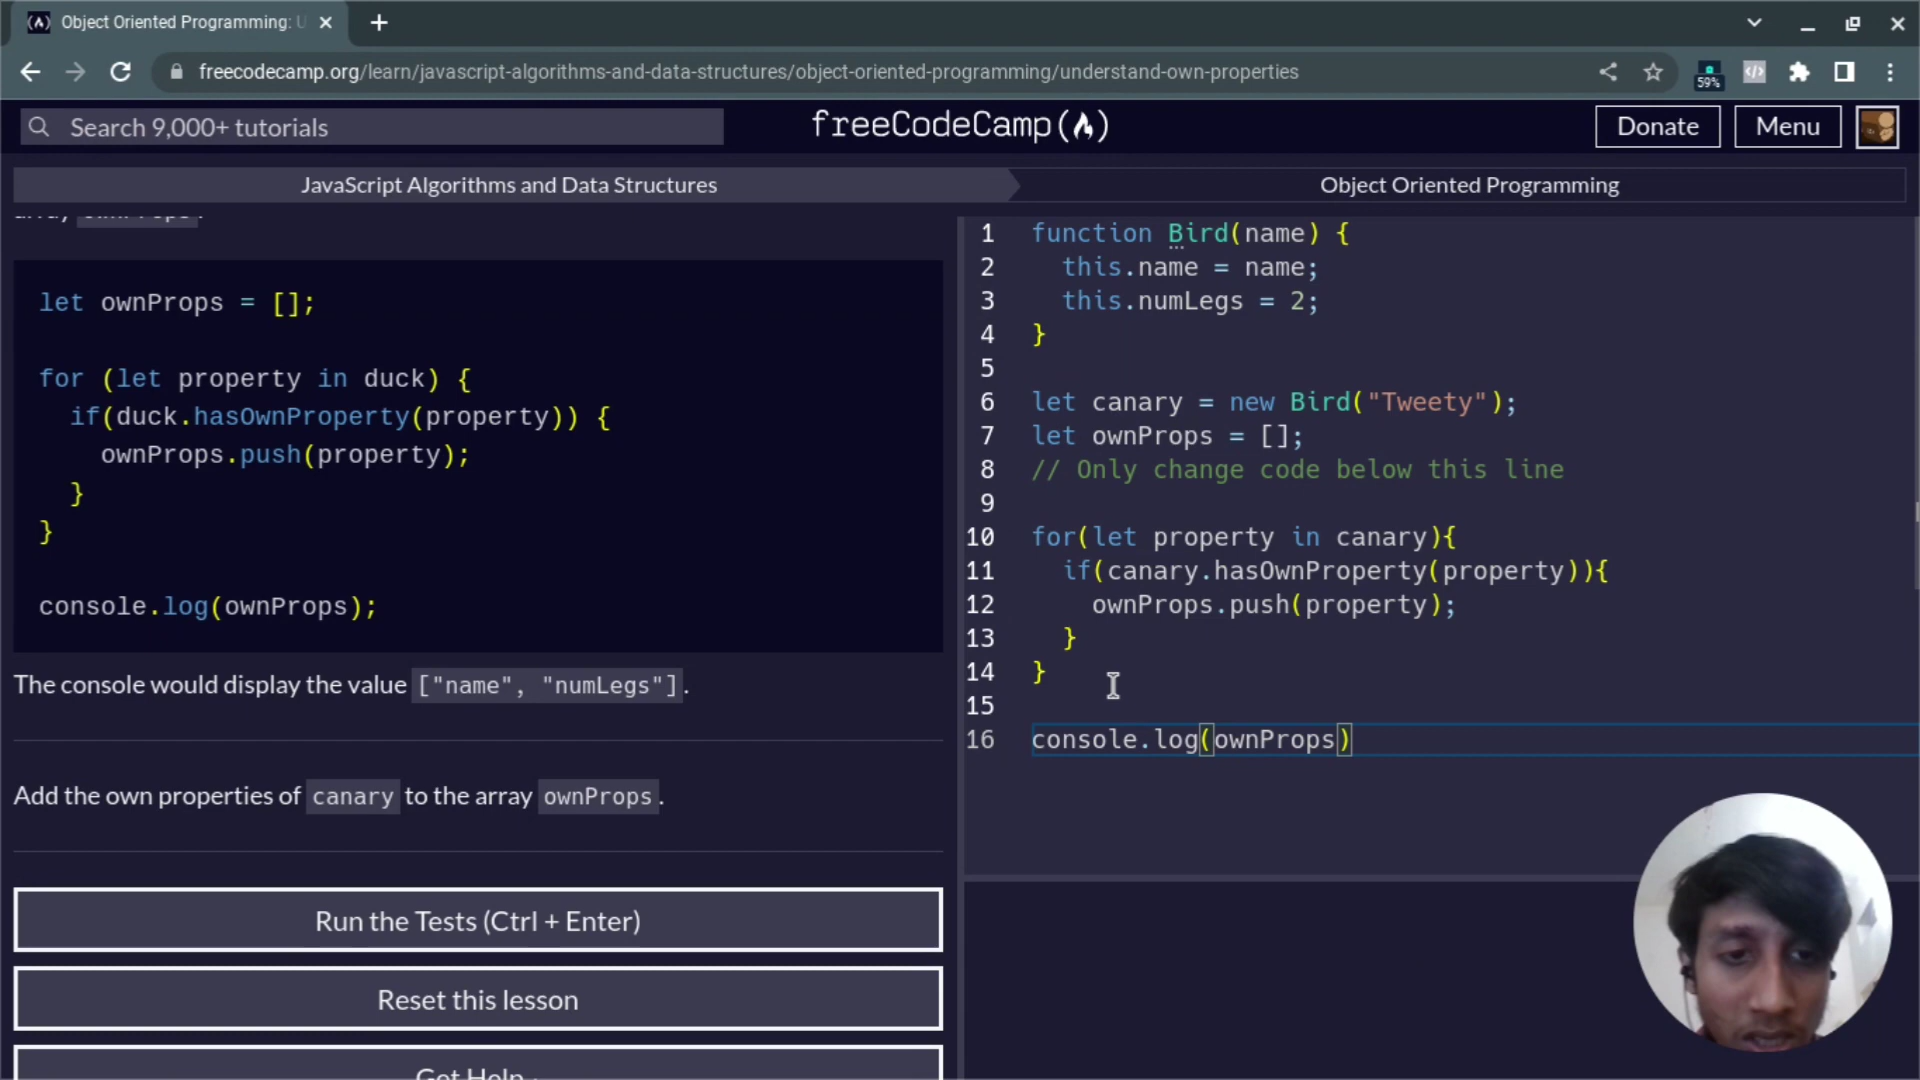 Object Oriented Programming: U
freecodecamp.org/learn/javascript-algorithms-and-data-structures/object-oriented-programming/understand-own-properties
59%
Search 9,000+ tutorials
freeCodeCamp
Donate
Menu
JavaScript Algorithms and Data Structures
Object Oriented Programming
array ownProps.
let ownProps = [];
for (let property in duck) {
if(duck.hasOwnProperty(property)) {
ownProps.push(property);
}
}
console.log(ownProps);
The console would display the value ["name", "numLegs"].
Add the own properties of canary to the array ownProps.
Run the Tests (Ctrl + Enter)
Reset this lesson
Get Help
1 function Bird(name) {
2 this.name = name;
3 this.numLegs = 2;
4 }
5
6 let canary = new Bird("Tweety");
7 let ownProps = [];
8 // Only change code below this line
9
10 for(let property in canary){
11 if(canary.hasOwnProperty(property)){
12 ownProps.push(property);
13 }
14 }
15
16 console.log(ownProps)